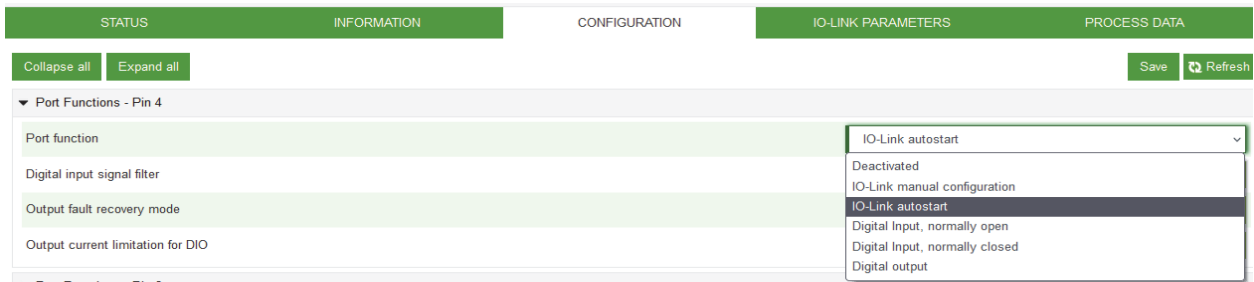 STATUS INFORMATION CONFIGURATION IO-LINK PARAMETERS PROCESS DATA
Collapse all Expand all Save Refresh
Port Functions - Pin 4
Port function IO-Link autostart
Digital input signal filter Deactivated
IO-Link manual configuration
Output fault recovery mode IO-Link autostart
Digital Input, normally open
Output current limitation for DIO Digital Input, normally closed
Digital output